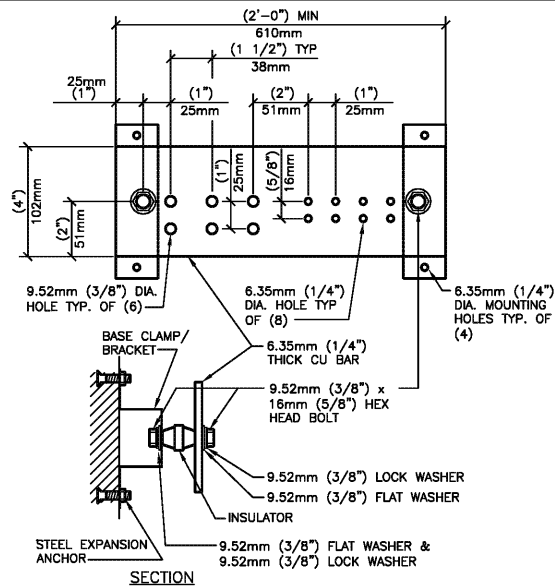 (2'-0") MIN
610mm
(1 1/2") TYP
38mm
25mm
(1")
(1")
25mm
(2")
51mm
(1")
25mm
(4")
102mm
(2")
51mm
(1")
25mm
(5/8")
16mm
9.52mm (3/8") DIA.
HOLE TYP. OF (6)
6.35mm (1/4")
DIA. HOLE TYP
OF (8)
6.35mm (1/4")
DIA. MOUNTING
HOLES TYP. OF
(4)
BASE CLAMP/
BRACKET
6.35mm (1/4")
THICK CU BAR
9.52mm (3/8") x
16mm (5/8") HEX
HEAD BOLT
9.52mm (3/8") LOCK WASHER
9.52mm (3/8") FLAT WASHER
INSULATOR
STEEL EXPANSION
ANCHOR
9.52mm (3/8") FLAT WASHER &
9.52mm (3/8") LOCK WASHER
SECTION